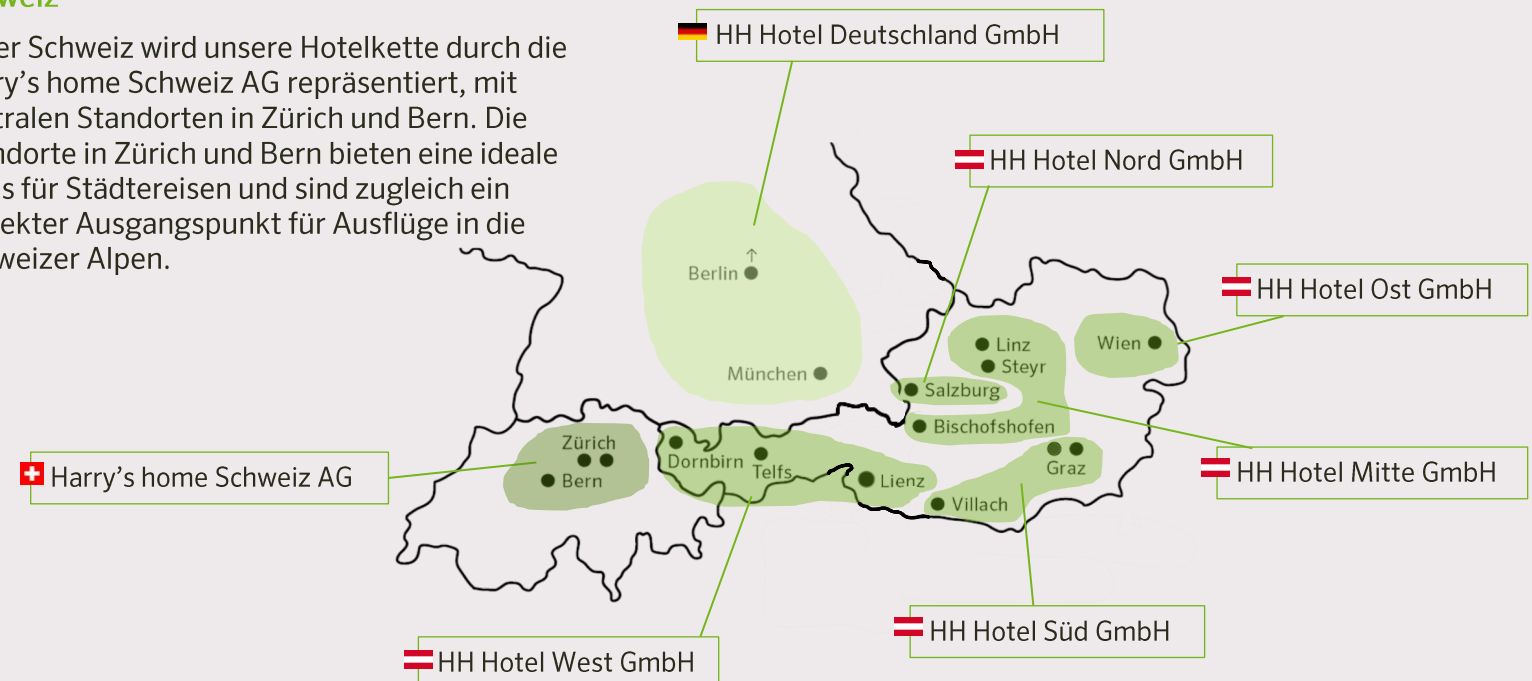 weiz
er Schweiz wird unsere Hotelkette durch die
ry’s home Schweiz AG repräsentiert, mit
tralen Standorten in Zürich und Bern. Die
ndorte in Zürich und Bern bieten eine ideale
s für Städtereisen und sind zugleich ein
ekter Ausgangspunkt für Ausflüge in die
weizer Alpen.
HH Hotel Deutschland GmbH
HH Hotel Nord GmbH
HH Hotel Ost GmbH
Berlin
München
Linz
Steyr
Wien
Salzburg
Bischofshofen
Zürich
Bern
Dornbirn
Telfs
Lienz
Graz
Villach
Harry’s home Schweiz AG
HH Hotel Mitte GmbH
HH Hotel Süd GmbH
HH Hotel West GmbH